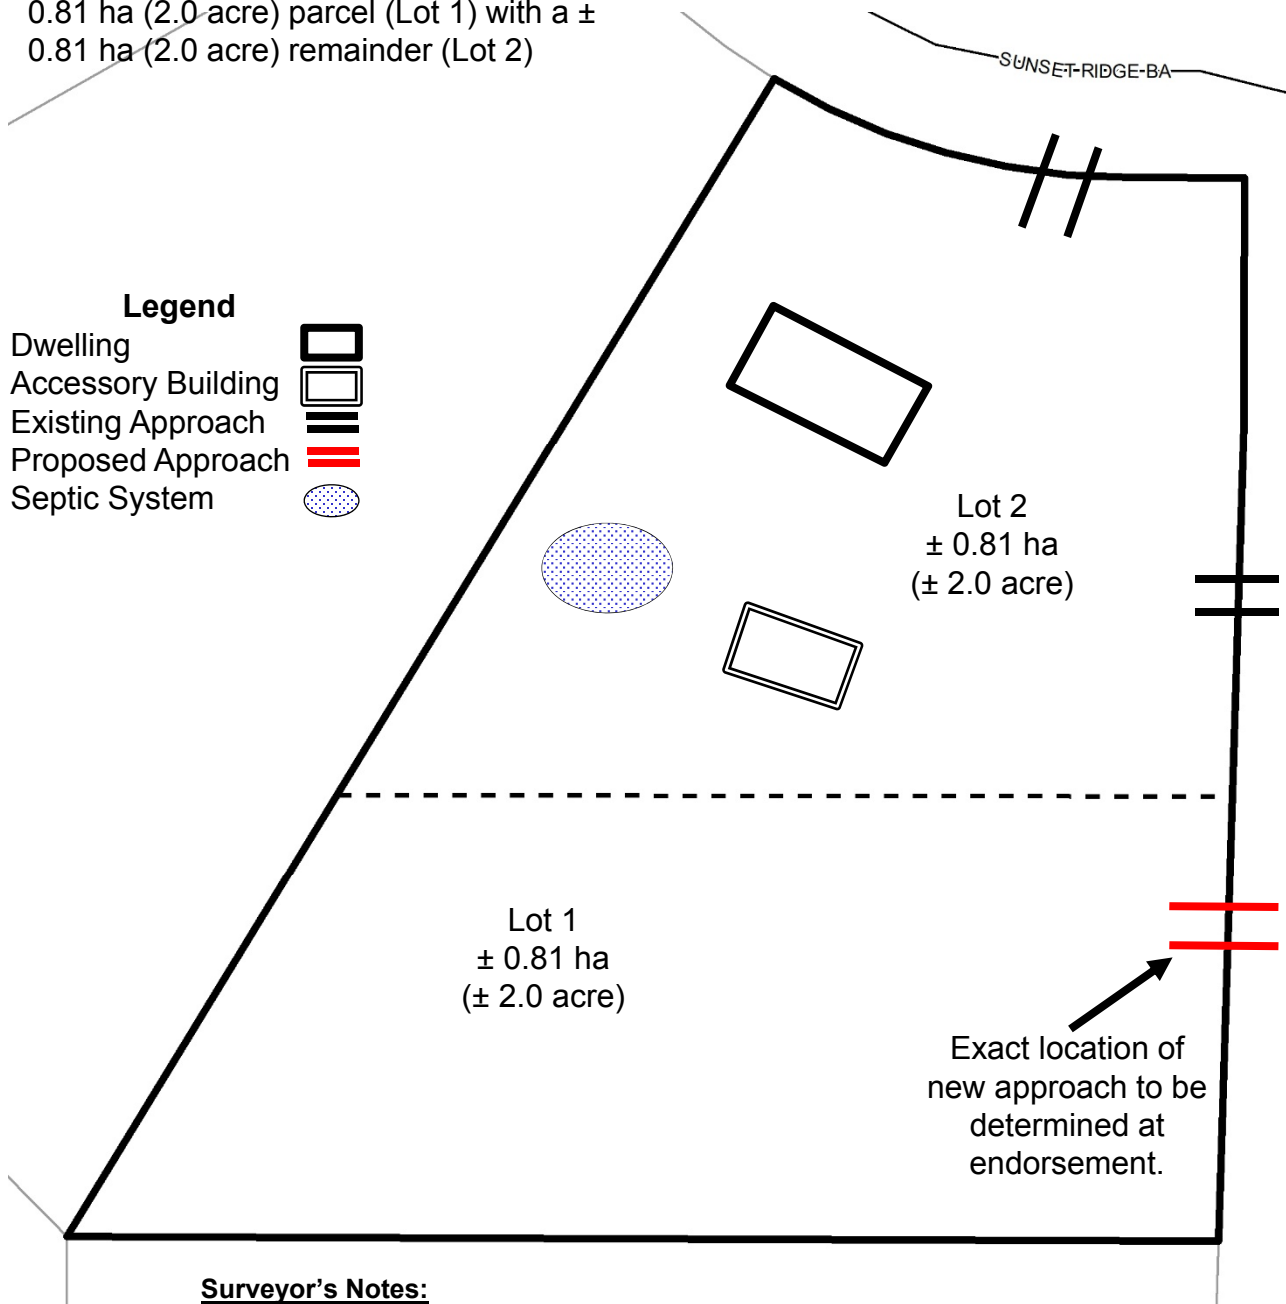 0.81 ha (2.0 acre) parcel (Lot 1) with a ±
0.81 ha (2.0 acre) remainder (Lot 2)
SUNSET-RIDGE-BA
Legend
Dwelling
Accessory Building
Existing Approach
Proposed Approach
Septic System
Lot 2
± 0.81 ha
(± 2.0 acre)
Lot 1
± 0.81 ha
(± 2.0 acre)
Exact location of
new approach to be
determined at
endorsement.
Surveyor's Notes: